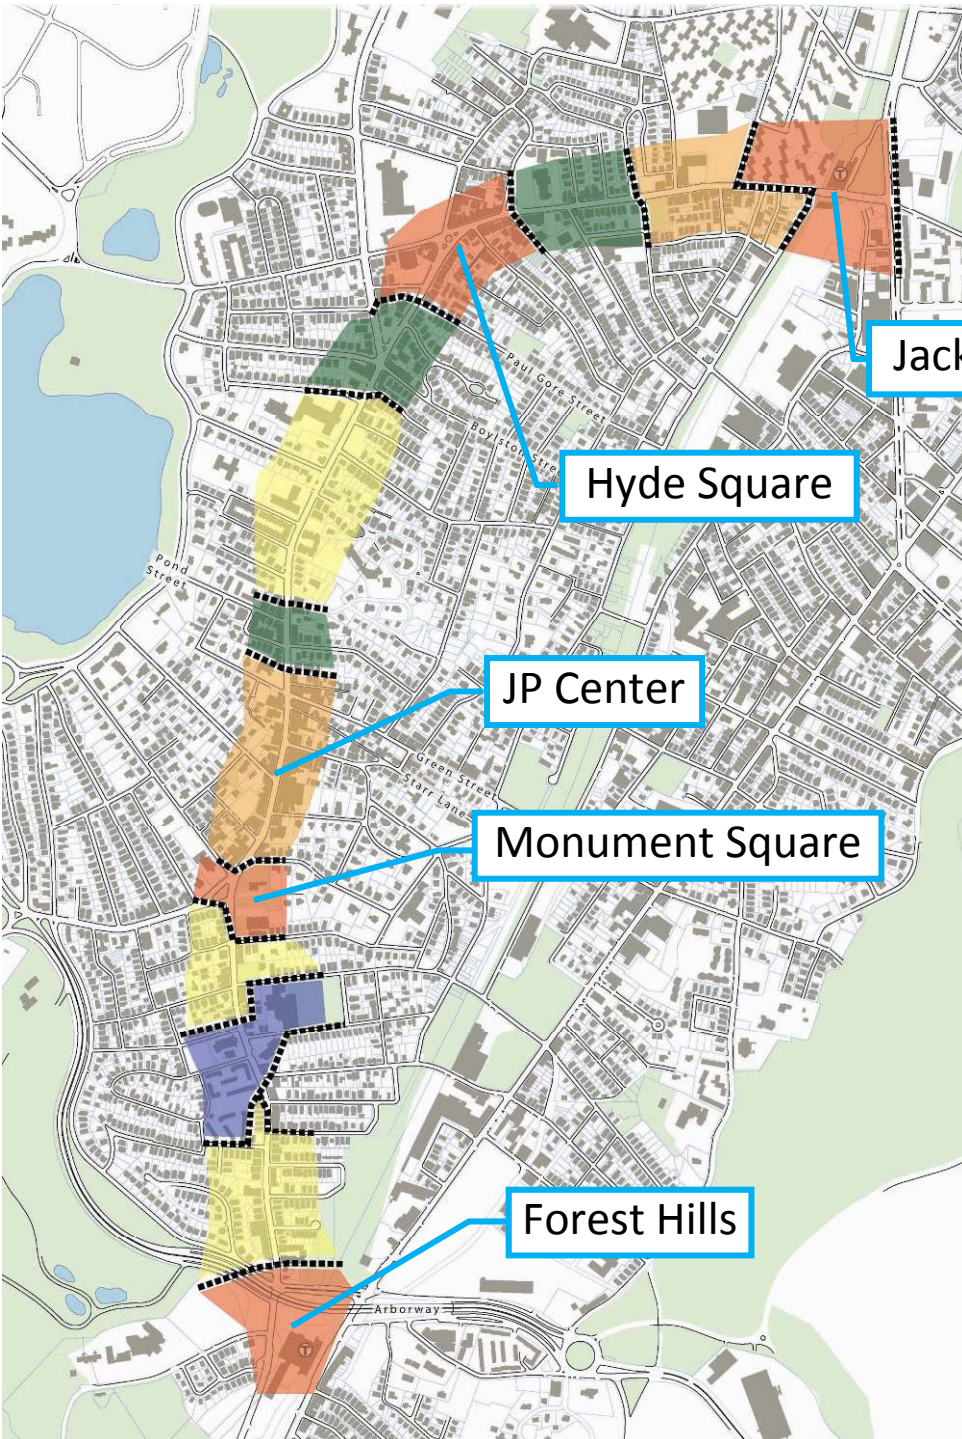 T
Jack
Paul Gore Street
Boylston Street
Hyde Square
Pond
Street
JP Center
Green Street
Starr Lane
Monument Square
Forest Hills
Arborway
T